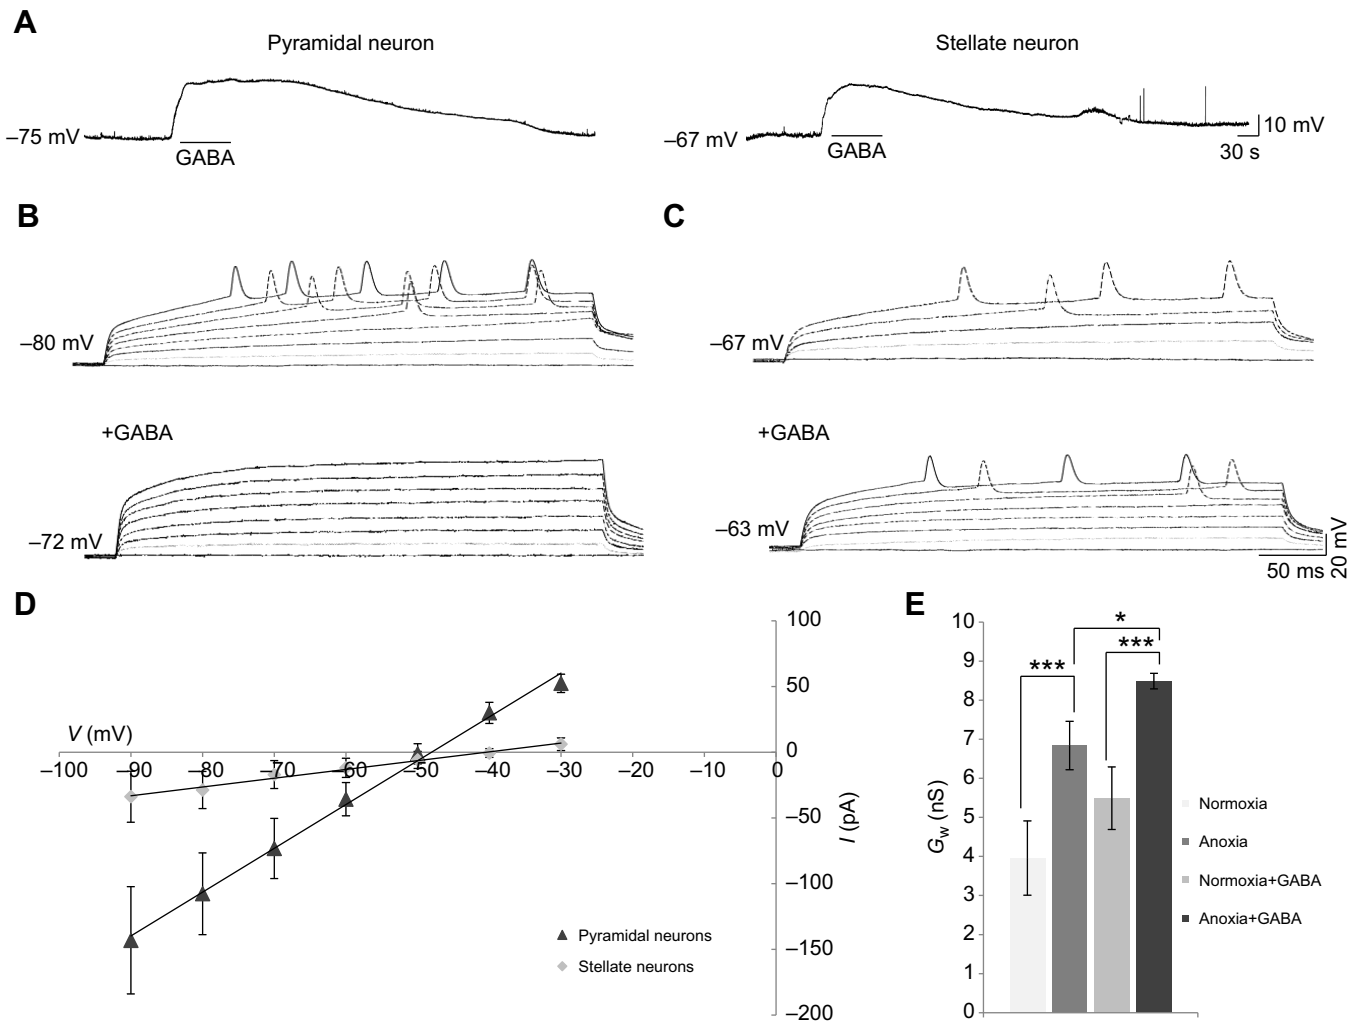 A
Pyramidal neuron
Stellate neuron
–75 mV
GABA
–67 mV
GABA
10 mV
30 s
B
C
–80 mV
–67 mV
+GABA
+GABA
–72 mV
–63 mV
20 mV
50 ms
D
E
V (mV)
–100
–90
–80
–70
–60
–50
–40
–30
–20
–10
0
100
50
0
–50
–100
–150
–200
I (pA)
Pyramidal neurons
Stellate neurons
10
9
8
7
6
5
4
3
2
1
0
Gw (nS)
***
*
***
Normoxia
Anoxia
Normoxia+GABA
Anoxia+GABA